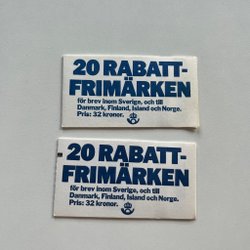 20 RABATT-
FRIMÄRKEN
för brev inom Sverige, och till
Danmark, Finland, Island och Norge.
Pris: 32 kronor.
20 RABATT-
FRIMÄRKEN
för brev inom Sverige, och till
Danmark, Finland, Island och Norge.
Pris: 32 kronor.